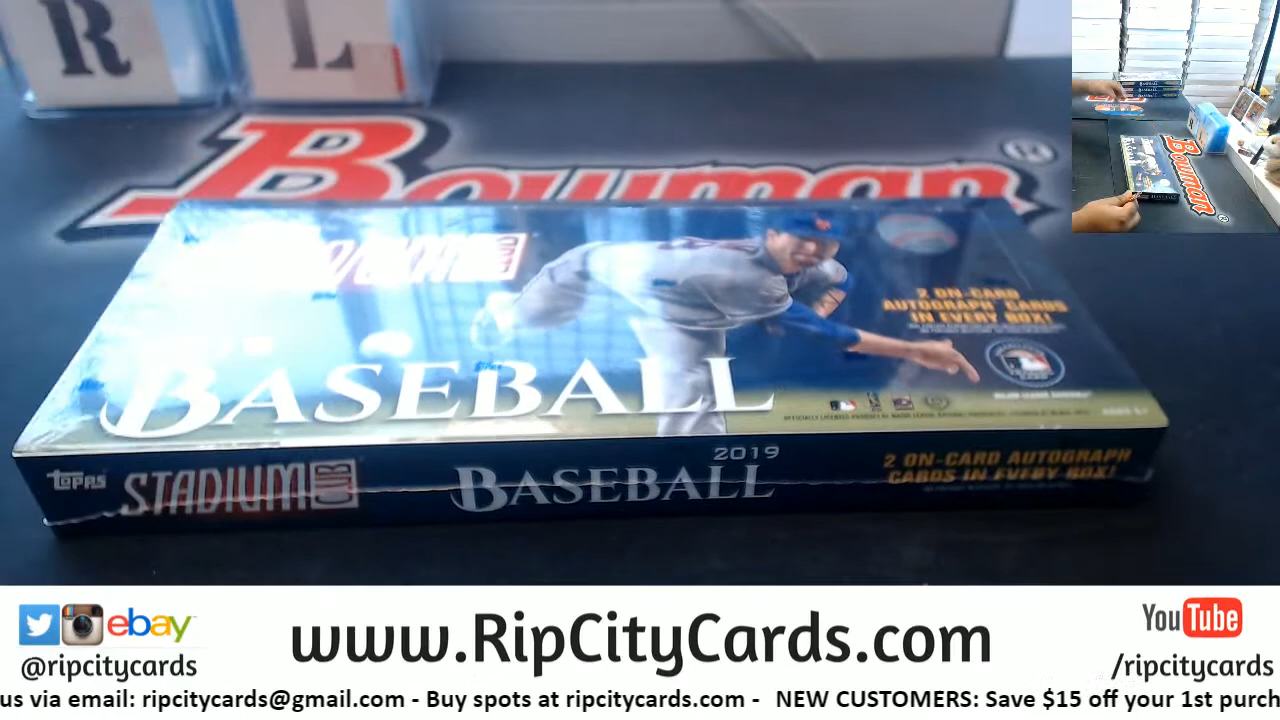 R L
Bowman
BASEBALL
2 ON-CARD
AUTOGRAPH CARDS
IN EVERY BOX!
TOPPS STADIUM CLUB
2019
BASEBALL
2 ON-CARD AUTOGRAPH
CARDS IN EVERY BOX!
Bowman
ebay
@ripcitycards
www.RipCityCards.com
YouTube
/ripcitycards
us via email: ripcitycards@gmail.com - Buy spots at ripcitycards.com - NEW CUSTOMERS: Save $15 off your 1st purch